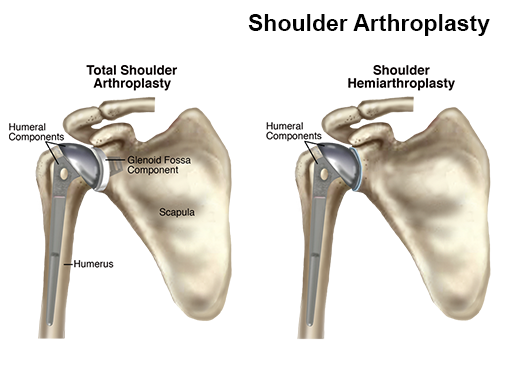 Shoulder Arthroplasty
Total Shoulder
Arthroplasty
Humeral
Components
Glenoid Fossa
Component
Scapula
Humerus
Shoulder
Hemiarthroplasty
Humeral
Components